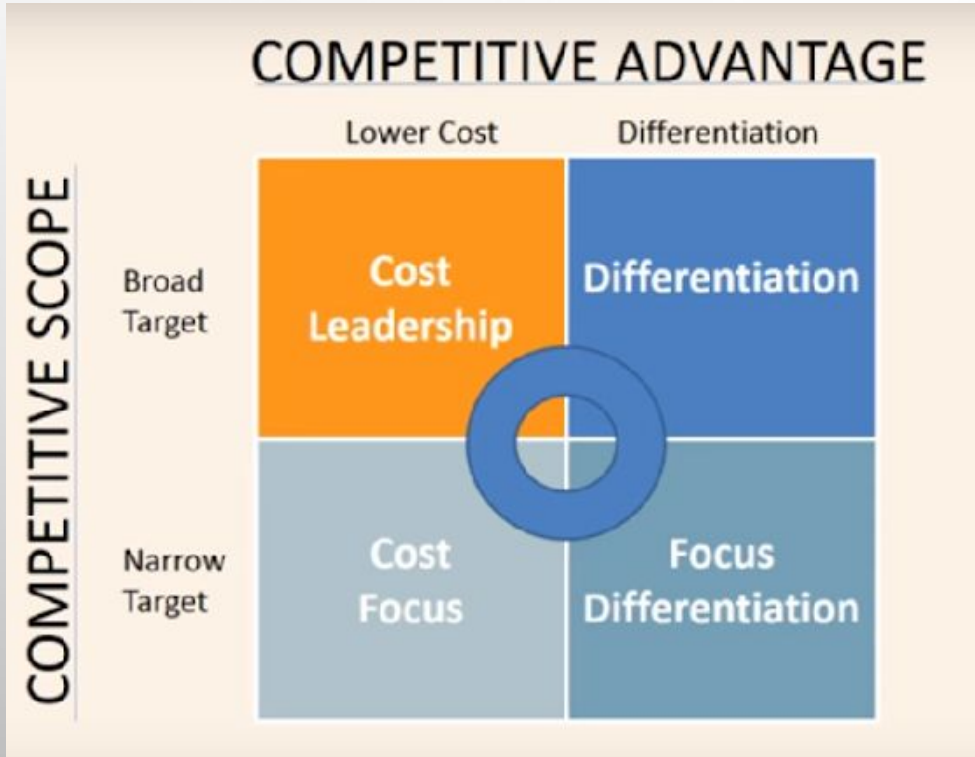 COMPETITIVE ADVANTAGE
Lower Cost
Differentiation
COMPETITIVE SCOPE
Broad
Target
Cost
Leadership
Differentiation
Narrow
Target
Cost
Focus
Focus
Differentiation